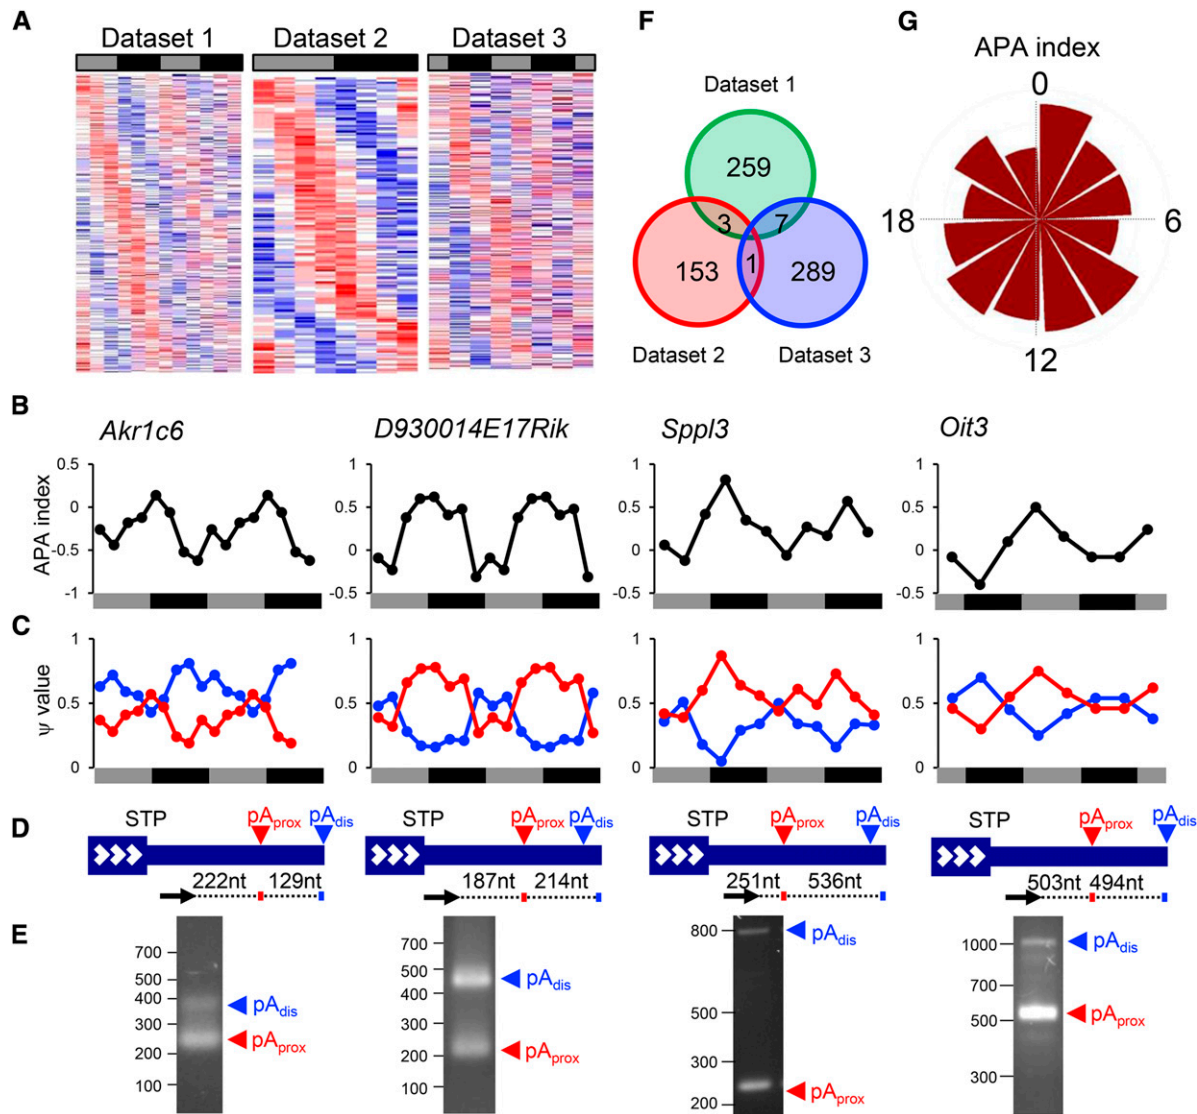 A
Dataset 1 Dataset 2 Dataset 3
F
Dataset 1
259
3 7
153 1 289
Dataset 2 Dataset 3
G
APA index
0
18 6
12
B
Akr1c6 D930014E17Rik Sppl3 Oit3
APA index
0.5
0
-0.5
-1
1
0.5
0
-0.5
1
0.5
0
-0.5
1
0.5
0
-0.5
C
ψ value
1
0.5
0
1
0.5
0
1
0.5
0
1
0.5
0
D
STP pAprox pAdis
222nt 129nt
STP pAprox pAdis
187nt 214nt
STP pAprox pAdis
251nt 536nt
STP pAprox pAdis
503nt 494nt
E
700
500
400
300
200
100
pAdis
pAprox
700
500
400
300
200
100
pAdis
pAprox
800
500
300
200
pAdis
pAprox
1000
700
500
300
pAdis
pAprox